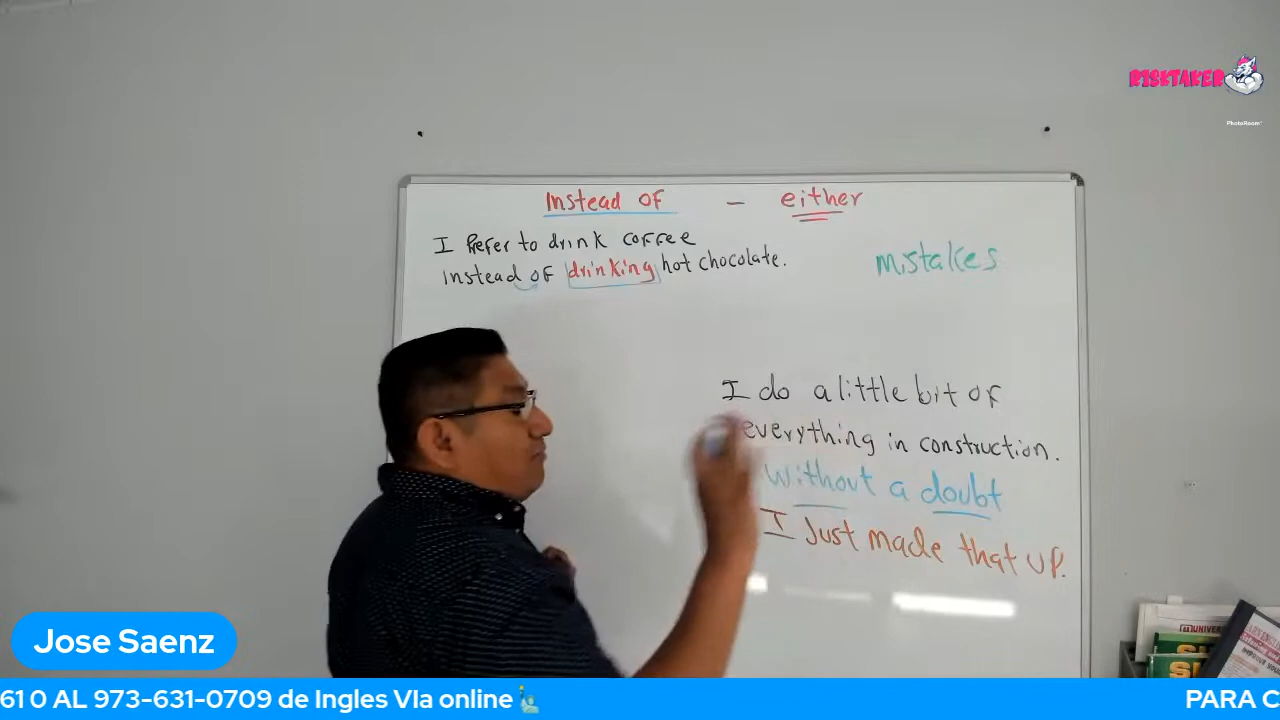 RISKTAKER
PhotoRoom
Instead OF - either
I Prefer to drink coffee
instead of drinking hot chocolate.
mistakes
I do a little bit of
everything in construction.
without a doubt
I Just made that up.
Jose Saenz
61 0 AL 973-631-0709 de Ingles VIa online🗽 PARA C